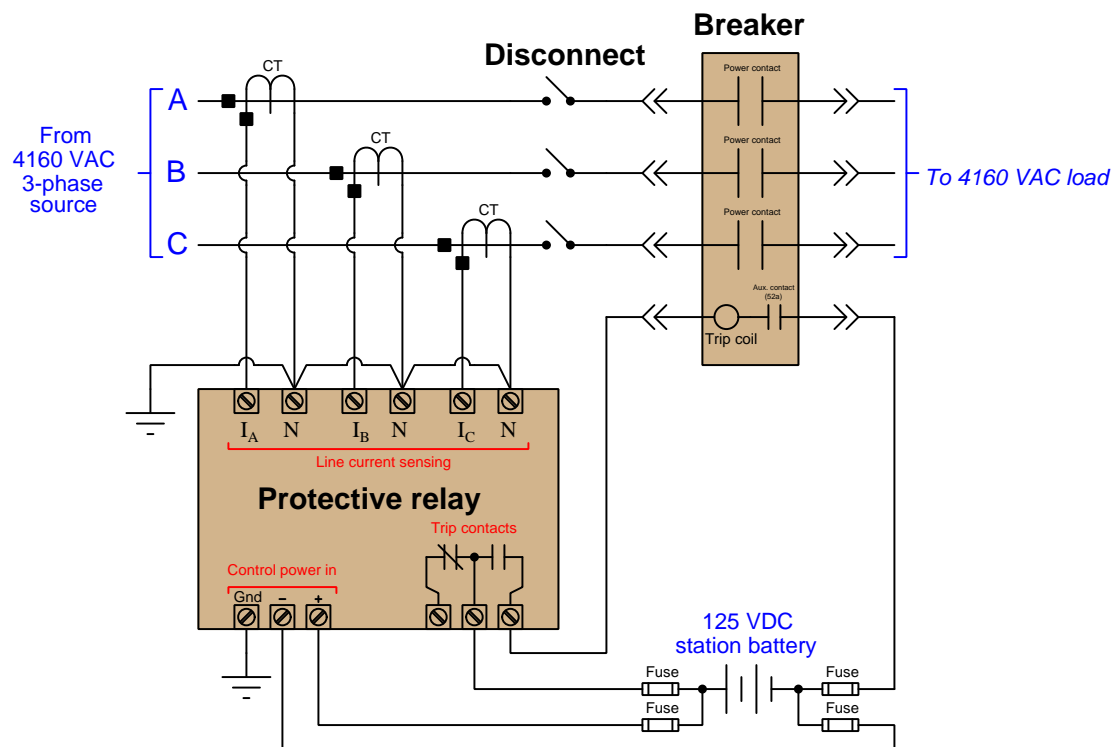 Breaker
Disconnect
CT
Power contact
A
From
4160 VAC
3-phase
source
CT
Power contact
B
To 4160 VAC load
CT
Power contact
C
Aux. contact
(52a)
Trip coil
I_A N I_B N I_C N
Line current sensing
Protective relay
Trip contacts
Control power in
Gnd − +
125 VDC
station battery
Fuse
Fuse
Fuse
Fuse